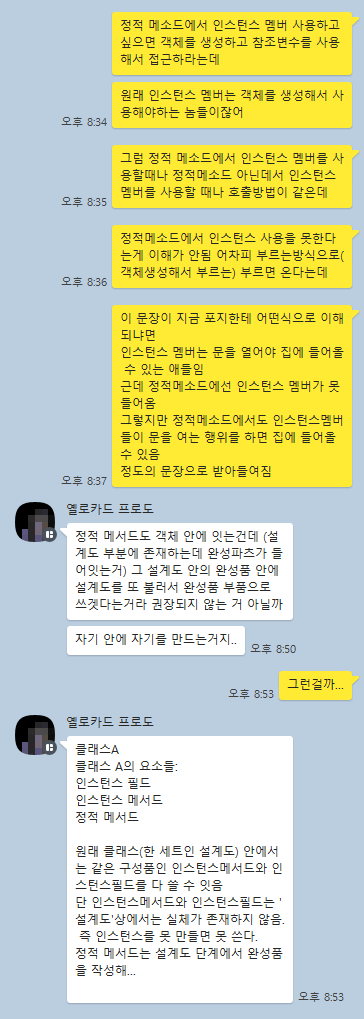 정적 메소드에서 인스턴스 멤버 사용하고
싶으면 객체를 생성하고 참조변수를 사용
해서 접근하라는데
원래 인스턴스 멤버는 객체를 생성해서 사
용해야하는 놈들이잖어
오후 8:34
그럼 정적 메소드에서 인스턴스 멤버를 사
용할때나 정적메소드 아닌데서 인스턴스
멤버를 사용할 때나 호출방법이 같은데
오후 8:35
정적메소드에서 인스턴스 사용을 못한다
는게 이해가 안됨 어차피 부르는방식으로(
객체생성해서 부르는) 부르면 온다는데
오후 8:36
이 문장이 지금 포지한테 어떤식으로 이해
되냐면
인스턴스 멤버는 문을 열어야 집에 들어올
수 있는 애들임
근데 정적메소드에선 인스턴스 멤버가 못
들어옴
그렇지만 정적메소드에서도 인스턴스멤버
들이 문을 여는 행위를 하면 집에 들어올
수 있음
정도의 문장으로 받아들여짐
오후 8:37
옐로카드 프로도
정적 메서드도 객체 안에 잇는건데 (설
계도 부분에 존재하는데 완성파츠가 들
어잇는거) 그 설계도 안의 완성품 안에
설계도를 또 불러서 완성품 부품으로
쓰겟다는거라 권장되지 않는 거 아닐까
자기 안에 자기를 만드는거지..
오후 8:50
그런걸까...
오후 8:53
옐로카드 프로도
클래스A
클래스 A의 요소들:
인스턴스 필드
인스턴스 메서드
정적 메서드
원래 클래스(한 세트인 설계도) 안에서
는 같은 구성품인 인스턴스메서드와 인
스턴스필드를 다 쓸 수 잇음
단 인스턴스메서드와 인스턴스필드는 '
설계도'상에서는 실체가 존재하지 않음.
즉 인스턴스를 못 만들면 못 쓴다.
정적 메서드는 설계도 단계에서 완성품
을 작성해...
오후 8:53